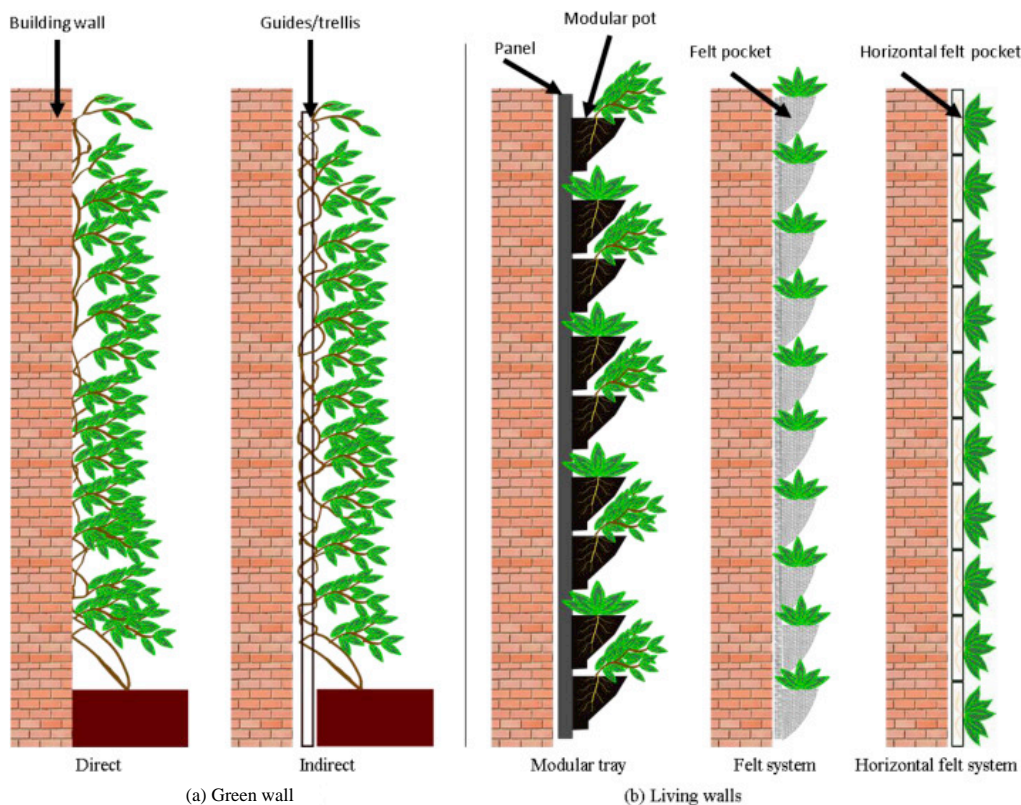 Building wall
Guides/trellis
Modular pot
Panel
Felt pocket
Horizontal felt pocket
Direct
Indirect
Modular tray
Felt system
Horizontal felt system
(a) Green wall
(b) Living walls